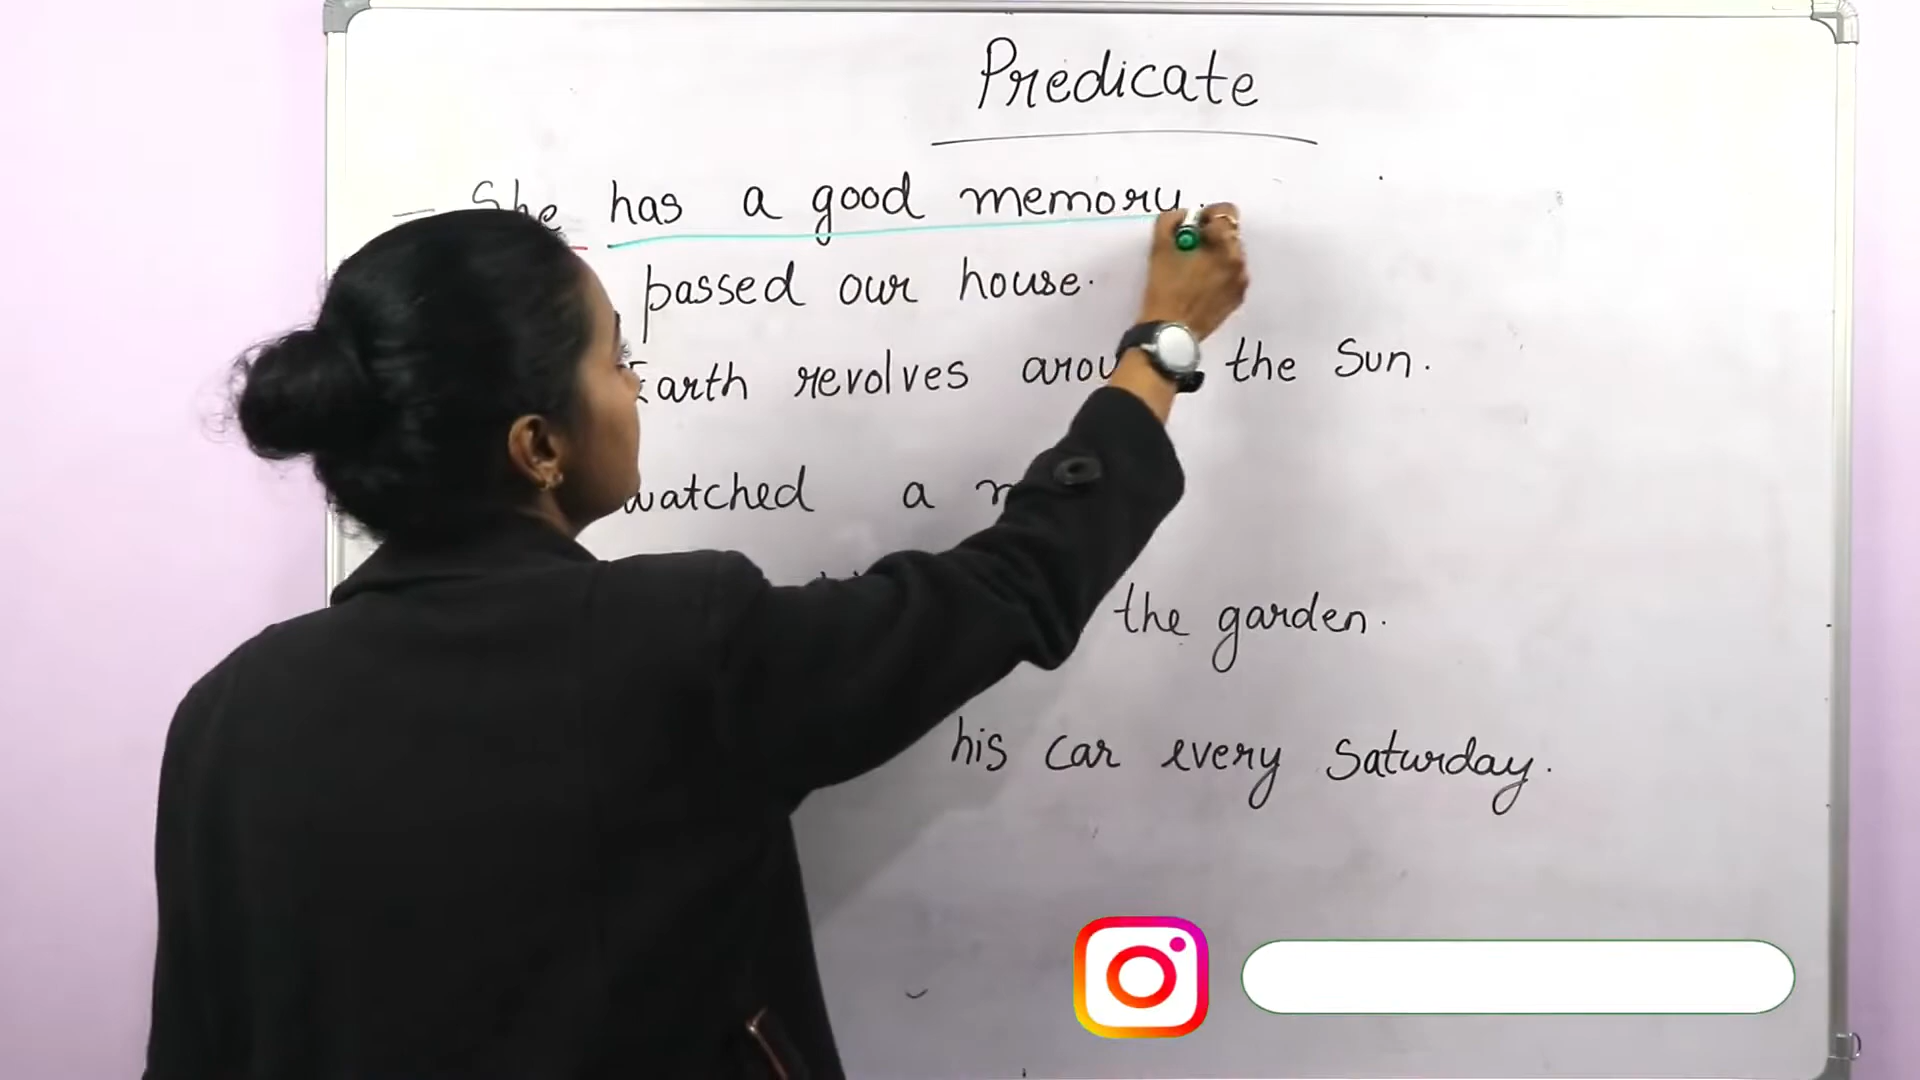 Predicate
- She has a good memory.
passed our house.
Earth revolves the Sun.
watched a
the garden.
his car every Saturday.